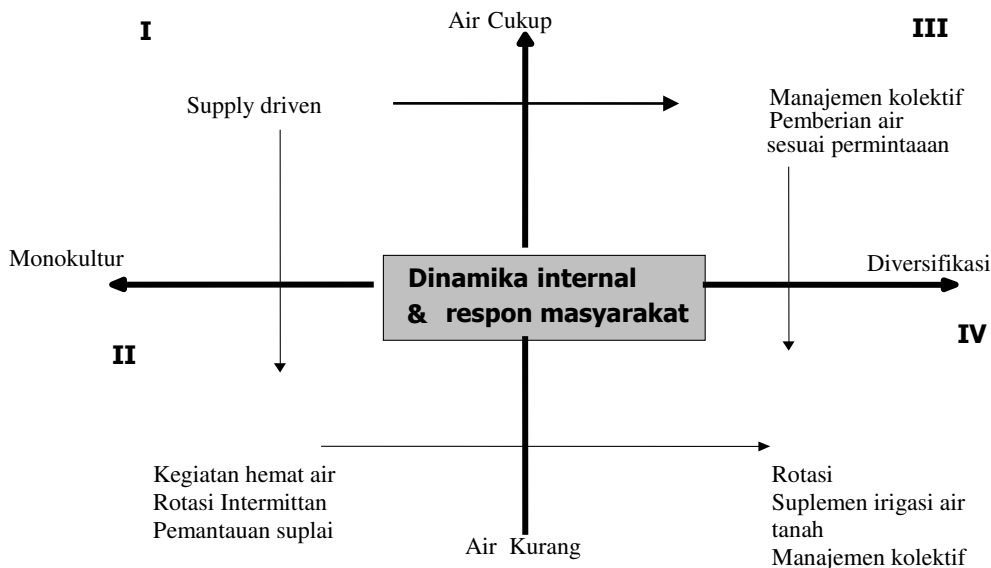 I
Air Cukup
III
Supply driven
Manajemen kolektif
Pemberian air
sesuai permintaaan
Monokultur
Dinamika internal
& respon masyarakat
Diversifikasi
II
IV
Kegiatan hemat air
Rotasi Intermittan
Pemantauan suplai
Rotasi
Suplemen irigasi air
tanah
Manajemen kolektif
Air Kurang